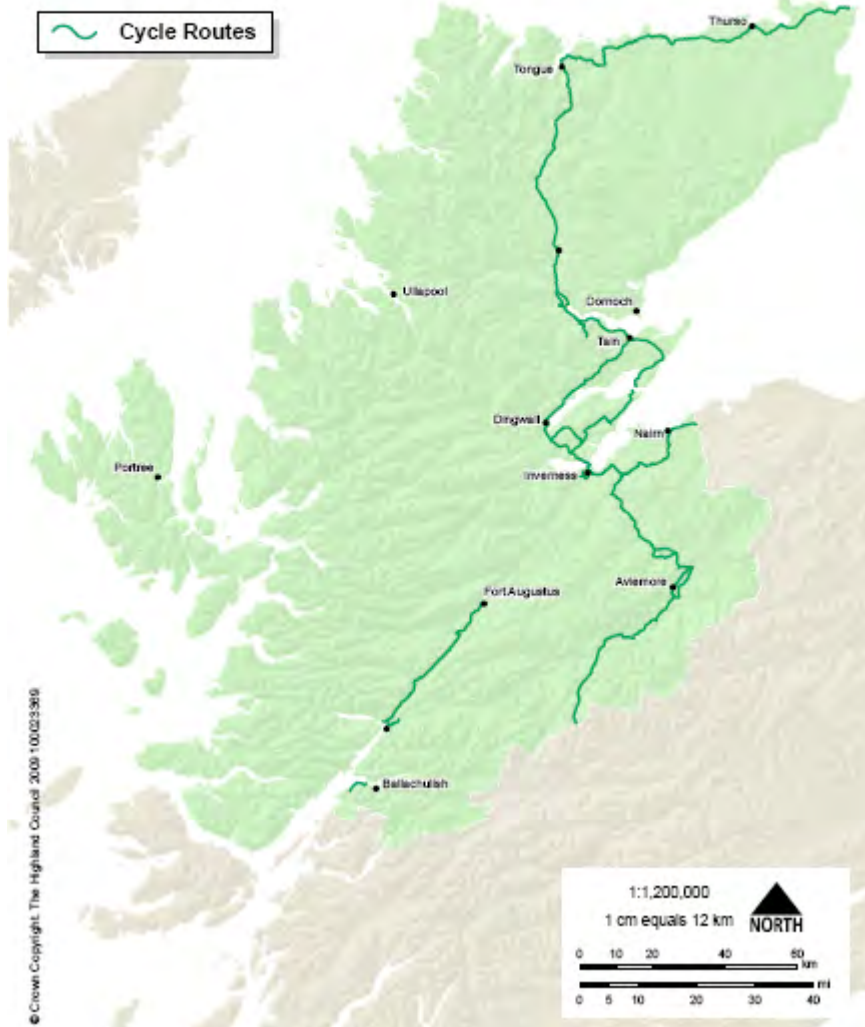 Cycle Routes
Thurso
Tongue
Ullapool
Dornoch
Tain
Dingwall
Nairn
Portree
Inverness
Aviemore
Fort Augustus
Ballachulish
© Crown Copyright. The Highland Council 2009 100023369
1:1,200,000
1 cm equals 12 km
NORTH
0 10 20 40 60
km
mi
0 5 10 20 30 40